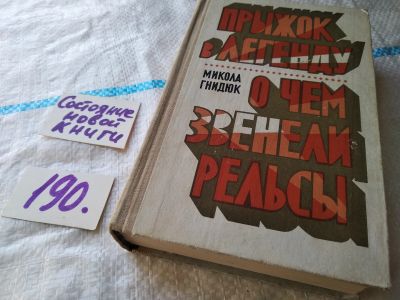 ПРЫЖОК
В ЛЕГЕНДУ
МИКОЛА
ГНИДЮК
О ЧЕМ
ЗВЕНЕЛИ
РЕЛЬСЫ
Состояние
новой
книги
190.